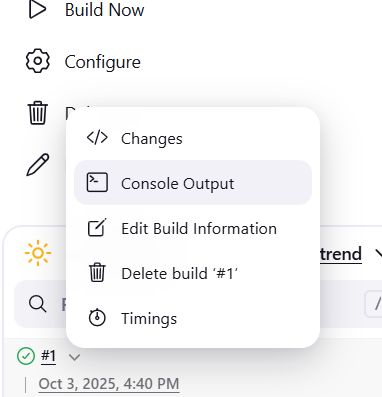 Build Now
Configure
Changes
Console Output
Edit Build Information
trend
Delete build ‘#1’
/
Timings
#1
Oct 3, 2025, 4:40 PM